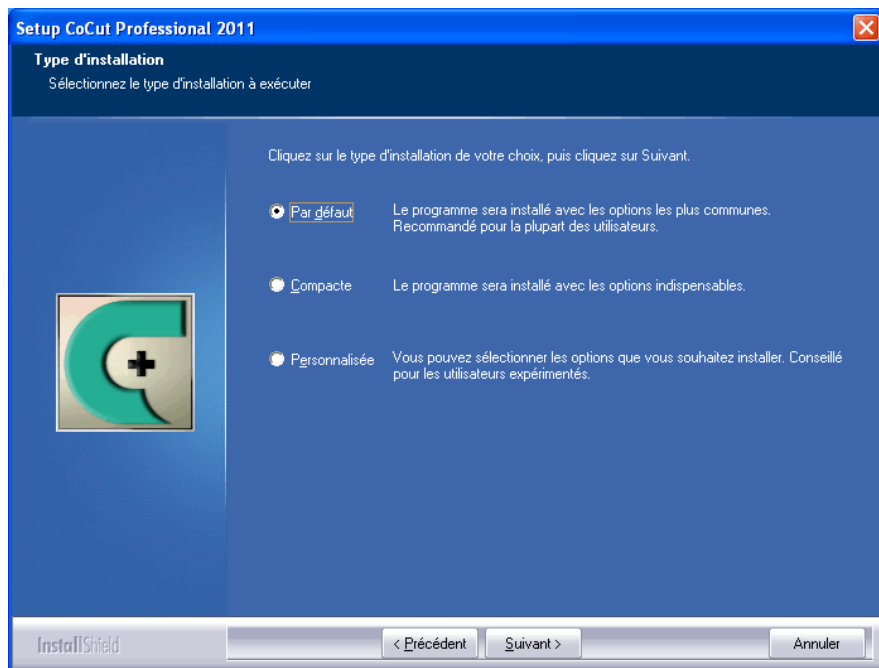 Setup CoCut Professional 2011
Type d'installation
Sélectionnez le type d'installation à exécuter
Cliquez sur le type d'installation de votre choix, puis cliquez sur Suivant.
Par défaut
Le programme sera installé avec les options les plus communes.
Recommandé pour la plupart des utilisateurs.
Compacte
Le programme sera installé avec les options indispensables.
Personnalisée
Vous pouvez sélectionner les options que vous souhaitez installer. Conseillé
pour les utilisateurs expérimentés.
InstallShield
< Précédent
Suivant >
Annuler